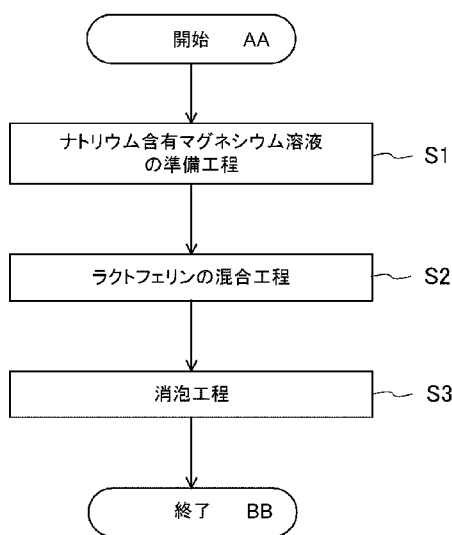 開始 AA
ナトリウム含有マグネシウム溶液
の準備工程
S1
ラクトフェリンの混合工程
S2
消泡工程
S3
終了 BB